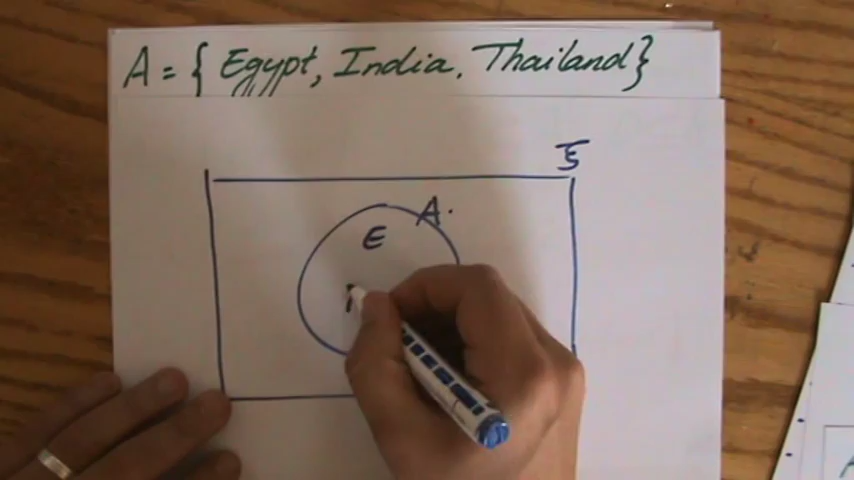 A = { Egypt, India, Thailand}
ξ
A.
E
I